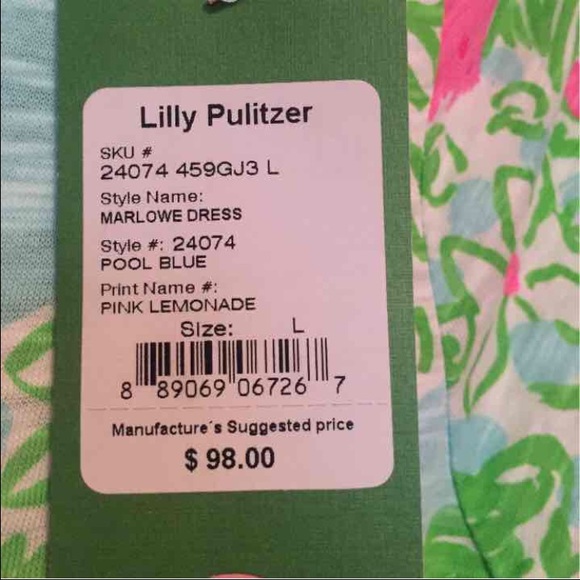 Lilly Pulitzer
SKU #
24074 459GJ3 L
Style Name:
MARLOWE DRESS
Style #: 24074
POOL BLUE
Print Name #:
PINK LEMONADE
Size: L
8 89069 06726 7
Manufacture's Suggested price
$ 98.00